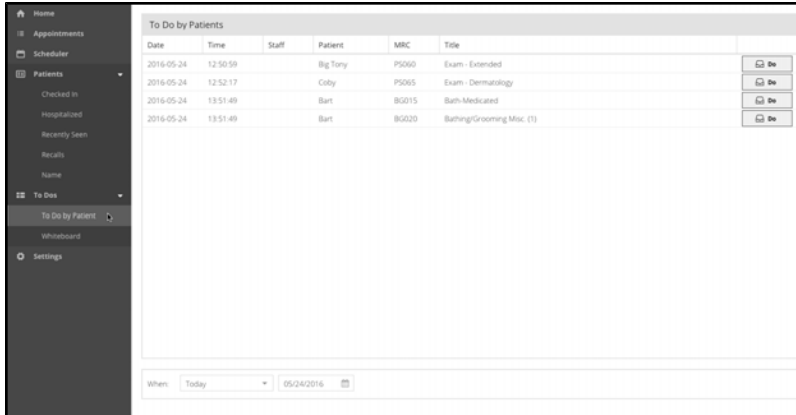 Home
Appointments
Scheduler
Patients
Checked In
Hospitalized
Recently Seen
Recalls
Name
To Dos
To Do by Patient
Whiteboard
Settings
To Do by Patients
Date Time Staff Patient MRC Title
2016-05-24 12:50:59 Big Tony PS060 Exam - Extended Do
2016-05-24 12:52:17 Coby PS065 Exam - Dermatology Do
2016-05-24 13:51:49 Bart BG015 Bath-Medicated Do
2016-05-24 13:51:49 Bart BG020 Bathing/Grooming Misc. (1) Do
When: Today 05/24/2016